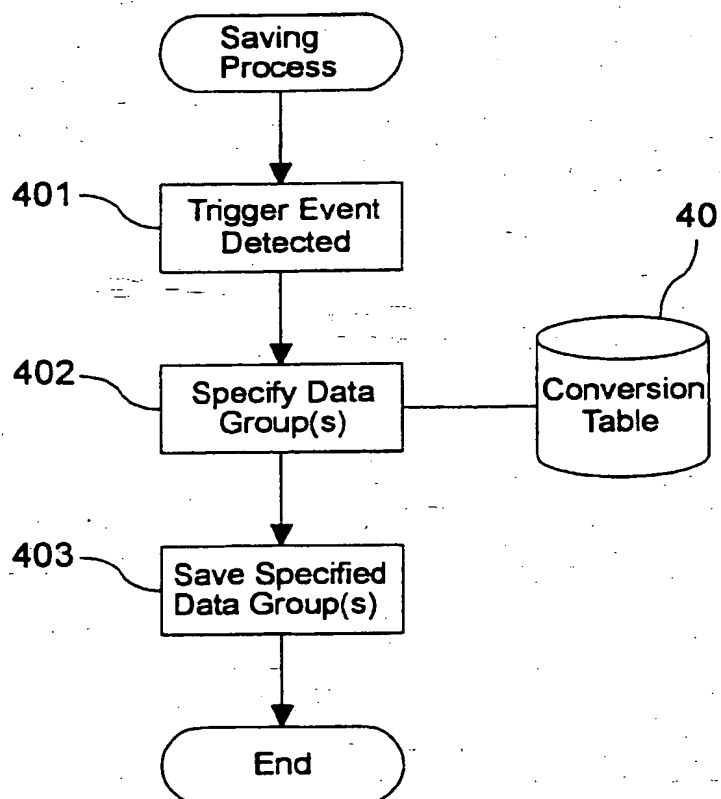 Saving
Process
401
Trigger Event
Detected
40
402
Specify Data
Group(s)
Conversion
Table
403
Save Specified
Data Group(s)
End